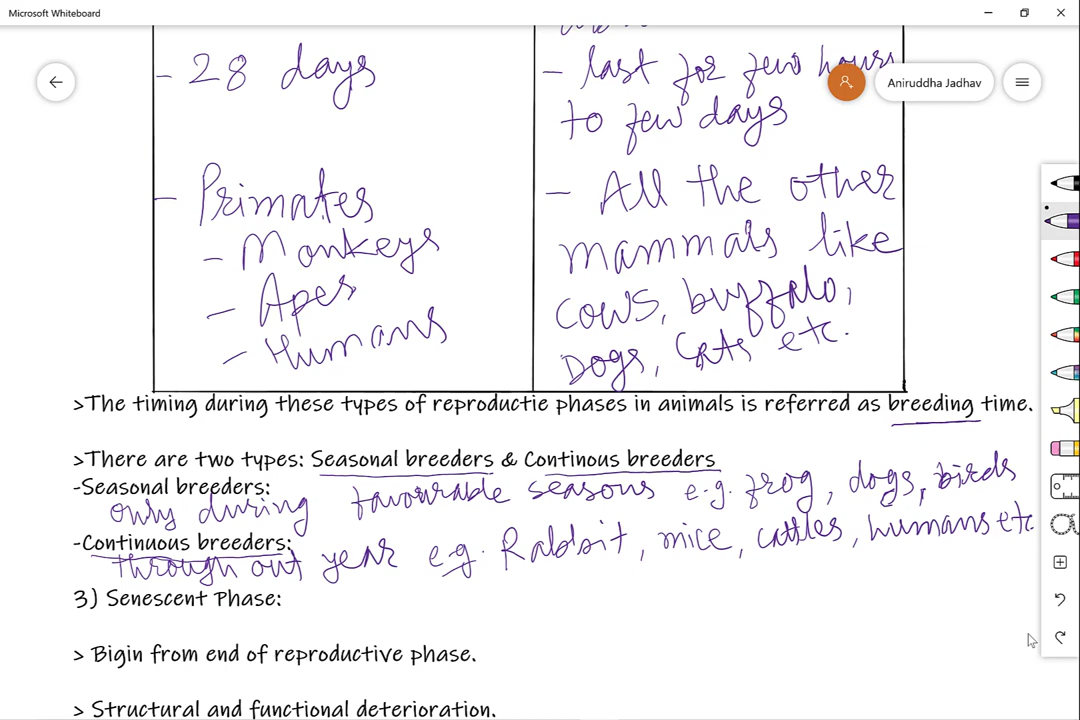 Microsoft Whiteboard
Aniruddha Jadhav
- 28 days
- Primates
- Monkeys
- Apes
- Humans
- last for few hours
to few days
- All the other
mammals like
cows, buffalo,
Dogs, Cats etc.
>The timing during these types of reproductie phases in animals is referred as breeding time.
>There are two types: Seasonal breeders & Continous breeders
-Seasonal breeders:
only during favourable seasons e.g. frog, dogs, birds
-Continuous breeders:
through out year e.g. Rabbit, mice, cattles, humans etc.
3) Senescent Phase:
> Bigin from end of reproductive phase.
> Structural and functional deterioration.